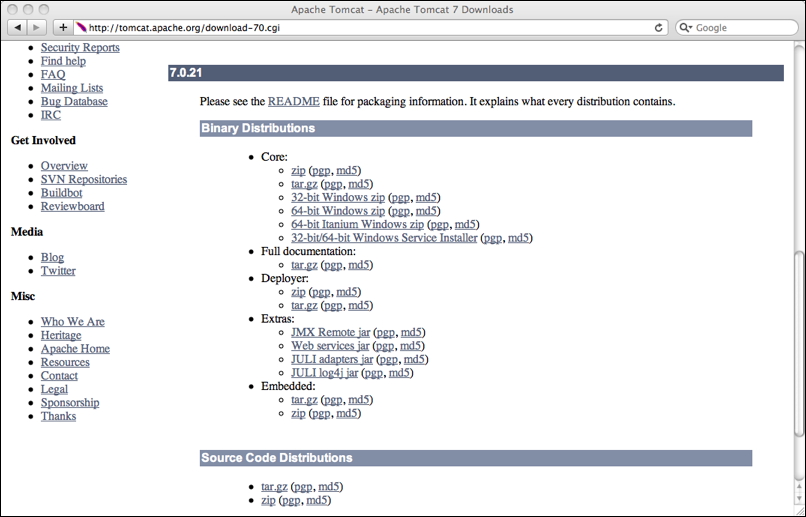 Apache Tomcat – Apache Tomcat 7 Downloads
http://tomcat.apache.org/download-70.cgi
Google
Security Reports
Find help
FAQ
Mailing Lists
Bug Database
IRC
Get Involved
Overview
SVN Repositories
Buildbot
Reviewboard
Media
Blog
Twitter
Misc
Who We Are
Heritage
Apache Home
Resources
Contact
Legal
Sponsorship
Thanks
7.0.21
Please see the README file for packaging information. It explains what every distribution contains.
Binary Distributions
Core:
zip (pgp, md5)
tar.gz (pgp, md5)
32-bit Windows zip (pgp, md5)
64-bit Windows zip (pgp, md5)
64-bit Itanium Windows zip (pgp, md5)
32-bit/64-bit Windows Service Installer (pgp, md5)
Full documentation:
tar.gz (pgp, md5)
Deployer:
zip (pgp, md5)
tar.gz (pgp, md5)
Extras:
JMX Remote jar (pgp, md5)
Web services jar (pgp, md5)
JULI adapters jar (pgp, md5)
JULI log4j jar (pgp, md5)
Embedded:
tar.gz (pgp, md5)
zip (pgp, md5)
Source Code Distributions
tar.gz (pgp, md5)
zip (pgp, md5)